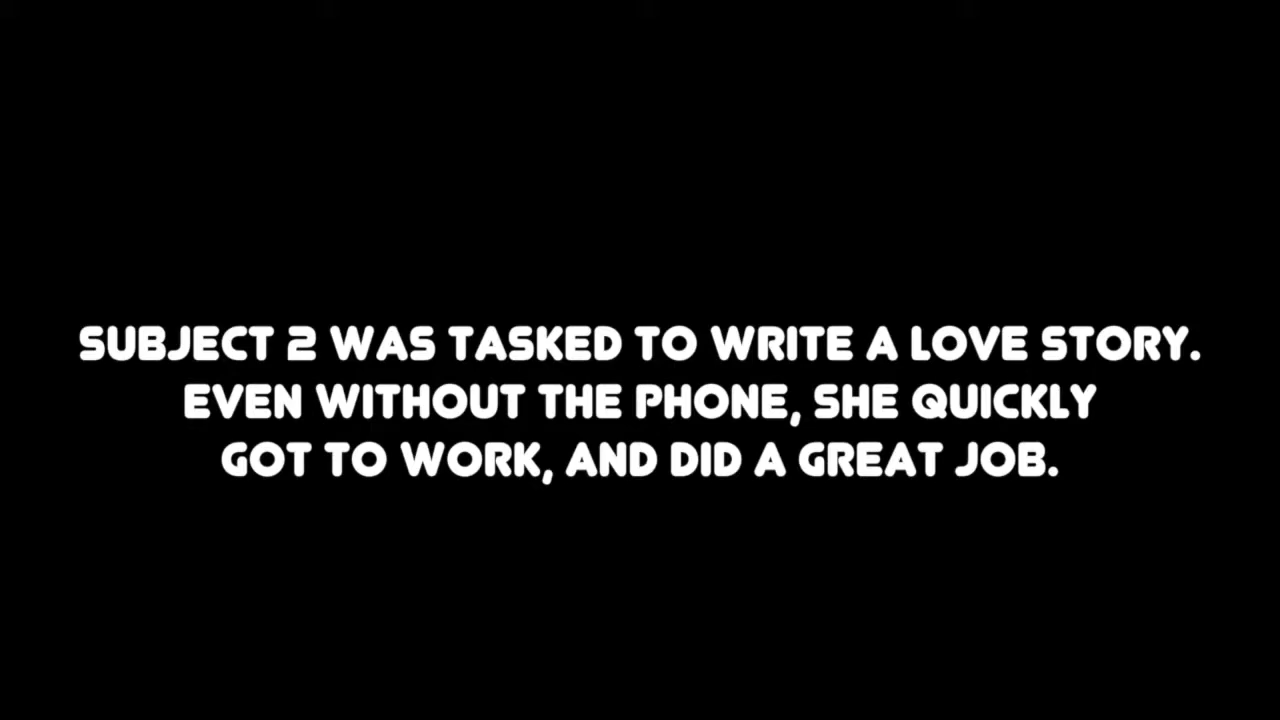 SUBJECT 2 WAS TASKED TO WRITE A LOVE STORY.
EVEN WITHOUT THE PHONE, SHE QUICKLY
GOT TO WORK, AND DID A GREAT JOB.